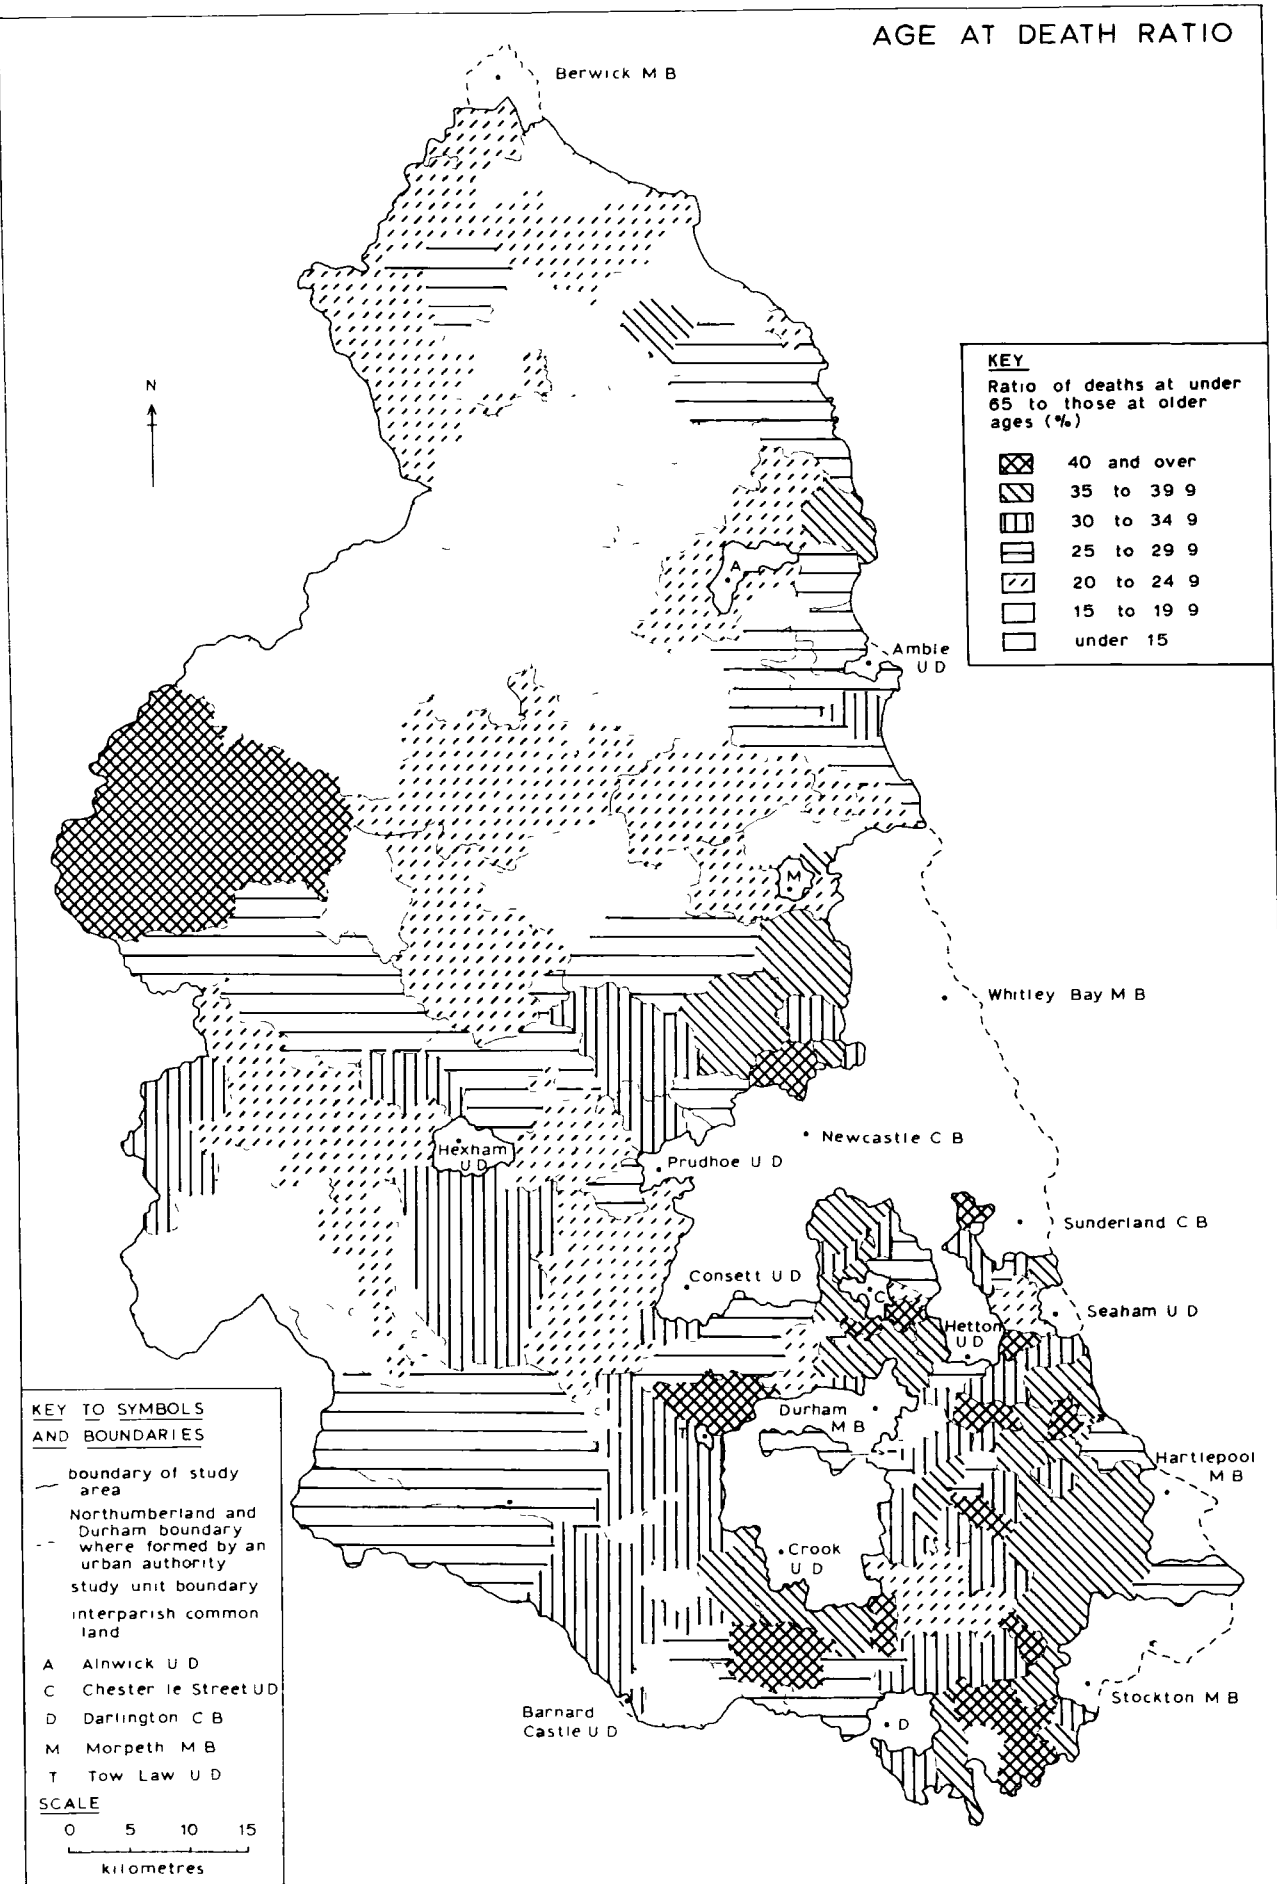 AGE AT DEATH RATIO
Berwick M B
N
KEY
Ratio of deaths at under
65 to those at older
ages (%)
40 and over
35 to 39 9
30 to 34 9
25 to 29 9
20 to 24 9
15 to 19 9
under 15
A
Amble
U D
M
Whitley Bay M B
Newcastle C B
Hexham
U D
Prudhoe U D
Sunderland C B
Consett U D
C
Seaham U D
Hetton
U D
Durham
M B
T
Hartlepool
M B
Crook
U D
Stockton M B
Barnard
Castle U D
D
KEY TO SYMBOLS
AND BOUNDARIES
boundary of study
area
Northumberland and
Durham boundary
where formed by an
urban authority
study unit boundary
interparish common
land
A Alnwick U D
C Chester le Street U D
D Darlington C B
M Morpeth M B
T Tow Law U D
SCALE
0 5 10 15
kilometres